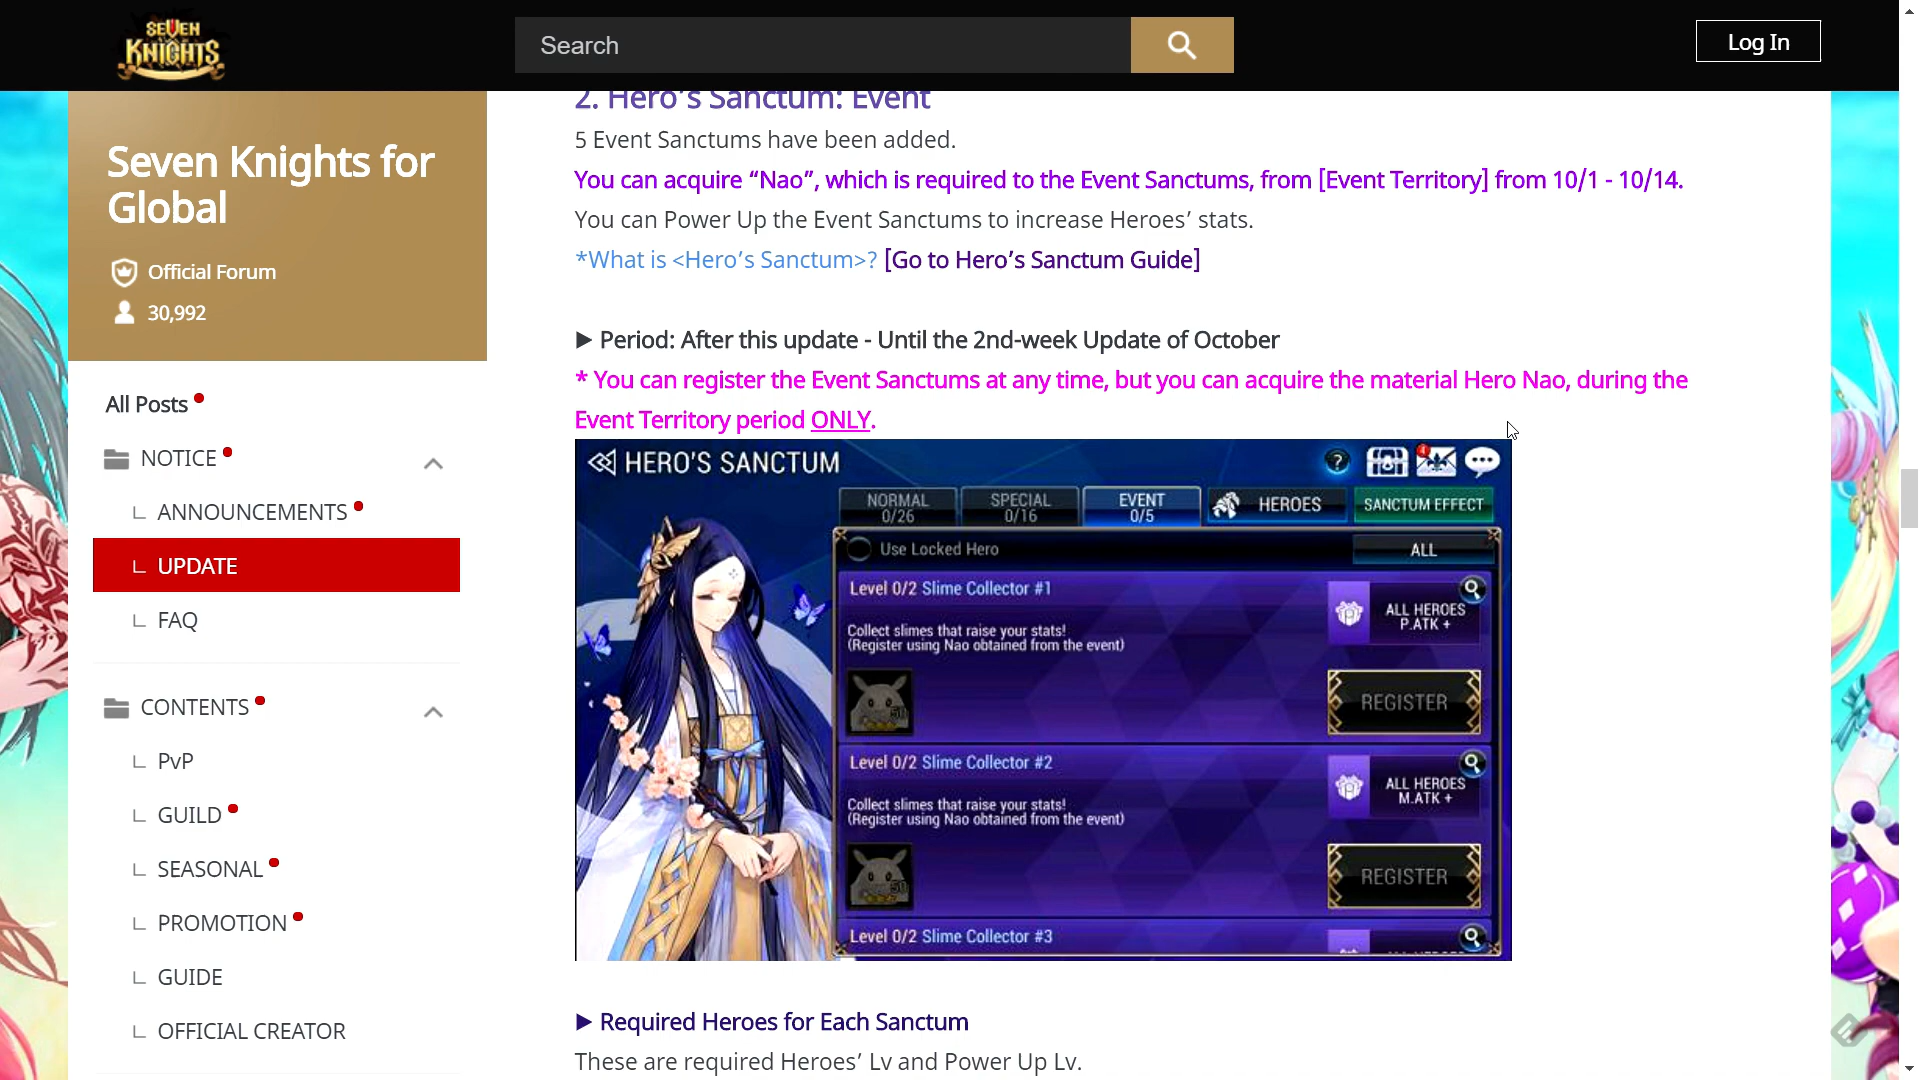 SEVEN
KNIGHTS
Search
Log In
Seven Knights for
Global
Official Forum
30,992
All Posts
NOTICE
ANNOUNCEMENTS
UPDATE
FAQ
CONTENTS
PvP
GUILD
SEASONAL
PROMOTION
GUIDE
OFFICIAL CREATOR
2. Hero's Sanctum: Event
5 Event Sanctums have been added.
You can acquire “Nao”, which is required to the Event Sanctums, from [Event Territory] from 10/1 - 10/14.
You can Power Up the Event Sanctums to increase Heroes’ stats.
*What is <Hero’s Sanctum>? [Go to Hero’s Sanctum Guide]
▶ Period: After this update - Until the 2nd-week Update of October
* You can register the Event Sanctums at any time, but you can acquire the material Hero Nao, during the
Event Territory period ONLY.
HERO'S SANCTUM
?
4
NORMAL
0/26
SPECIAL
0/16
EVENT
0/5
HEROES
SANCTUM EFFECT
Use Locked Hero
ALL
Level 0/2 Slime Collector #1
ALL HEROES
P.ATK +
Collect slimes that raise your stats!
(Register using Nao obtained from the event)
50
REGISTER
Level 0/2 Slime Collector #2
ALL HEROES
M.ATK +
Collect slimes that raise your stats!
(Register using Nao obtained from the event)
50
REGISTER
Level 0/2 Slime Collector #3
▶ Required Heroes for Each Sanctum
These are required Heroes’ Lv and Power Up Lv.